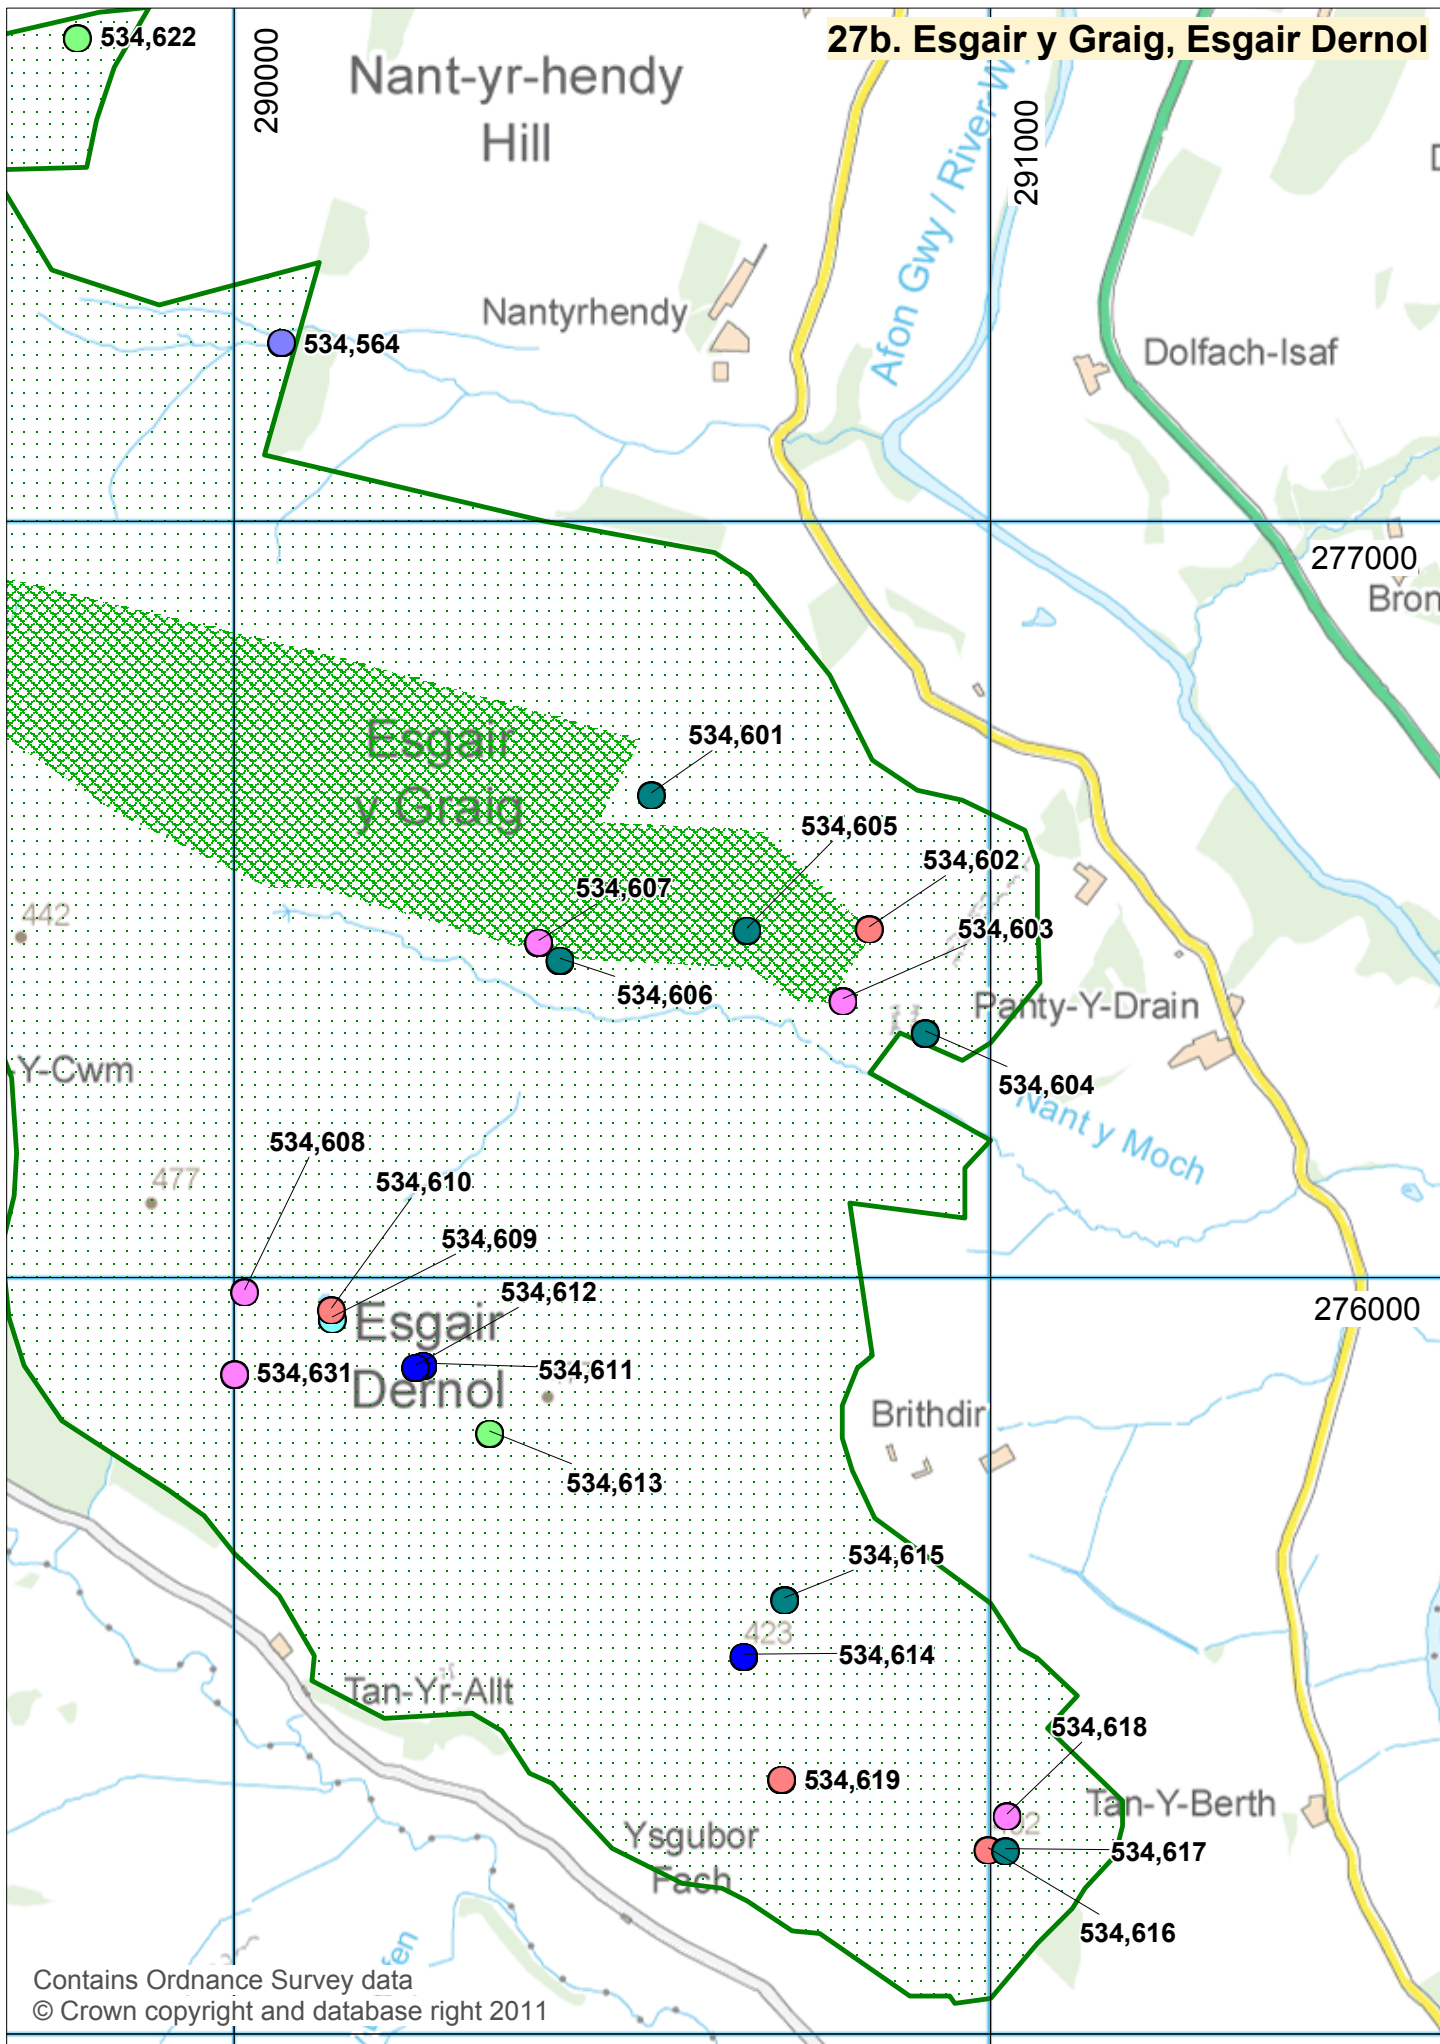 27b. Esgair y Graig, Esgair Dernol
534,622
290000
Nant-yr-hendy
Hill
291000
Afon Gwy / River W
Nantyrhendy
534,564
Dolfach-Isaf
277000
Bron
Esgair
y Graig
534,601
534,605
534,602
534,607
534,603
442
534,606
Panty-Y-Drain
-Y-Cwm
534,604
Nant y Moch
534,608
477
534,610
534,609
534,612
276000
Esgair
Dernol
534,631
534,611
Brithdir
534,613
534,615
423
534,614
Tan-Yr-Allt
534,618
534,619
Tan-Y-Berth
Ysgubor
Fach
534,617
534,616
fen
Contains Ordnance Survey data
© Crown copyright and database right 2011